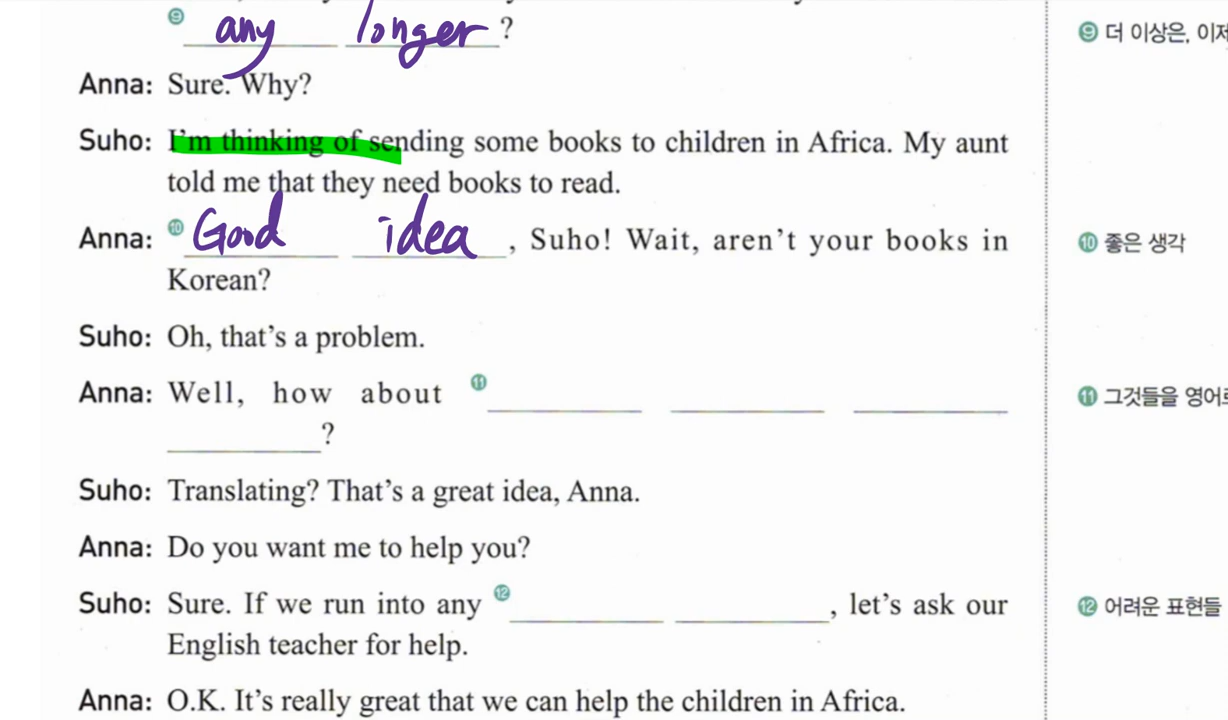 ⑨ any longer ?
⑨ 더 이상은, 이제
Anna: Sure. Why?
Suho: I'm thinking of sending some books to children in Africa. My aunt
told me that they need books to read.
Anna: ⑩ Good idea , Suho! Wait, aren't your books in
⑩ 좋은 생각
Korean?
Suho: Oh, that's a problem.
Anna: Well, how about ⑪
⑪ 그것들을 영어로
?
Suho: Translating? That's a great idea, Anna.
Anna: Do you want me to help you?
Suho: Sure. If we run into any ⑫ , let's ask our
⑫ 어려운 표현들
English teacher for help.
Anna: O.K. It's really great that we can help the children in Africa.